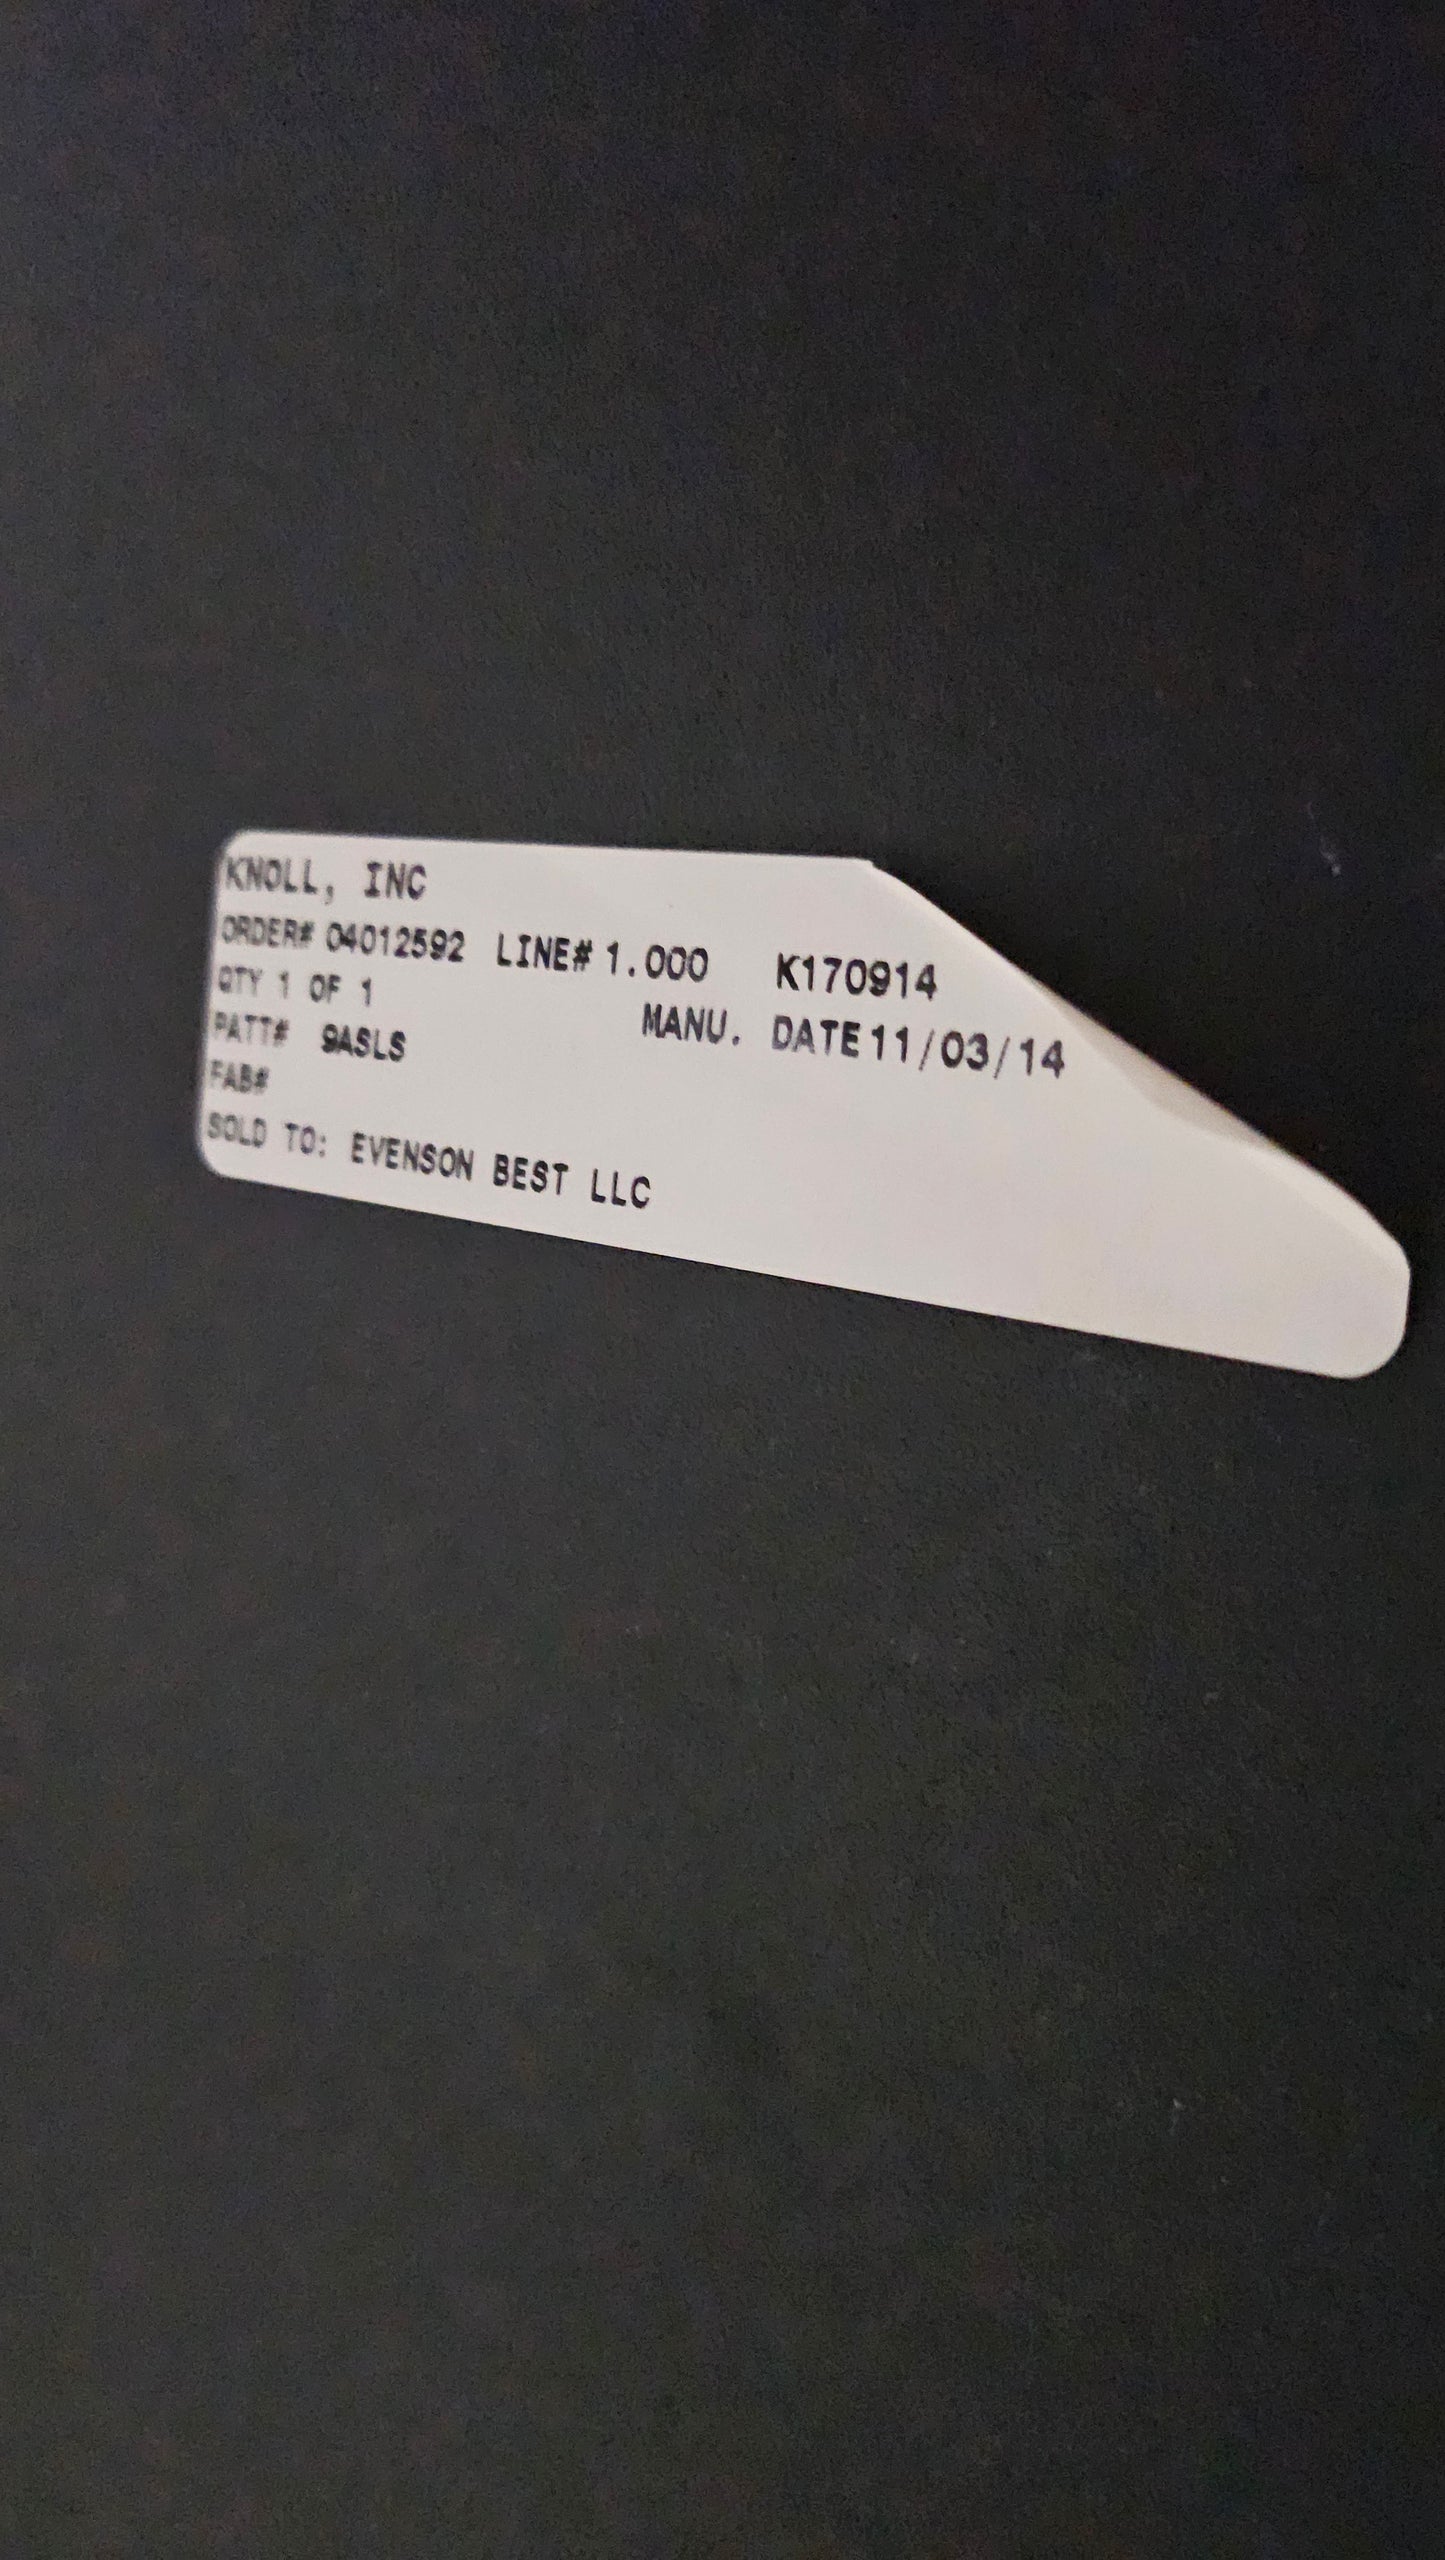 KNOLL, INC
ORDER# 04012592 LINE# 1.000 K170914
QTY 1 OF 1 MANU. DATE 11/03/14
PATT# 9ASLS
FAB#
SOLD TO: EVENSON BEST LLC